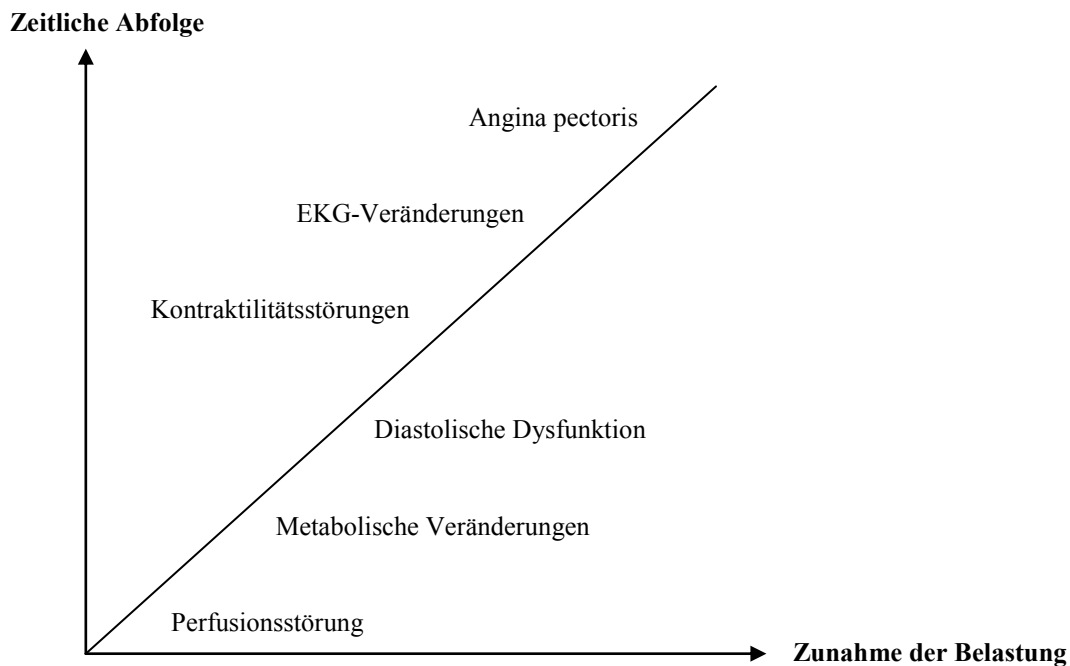 Zeitliche Abfolge
Angina pectoris
EKG-Veränderungen
Kontraktilitätsstörungen
Diastolische Dysfunktion
Metabolische Veränderungen
Perfusionsstörung
Zunahme der Belastung